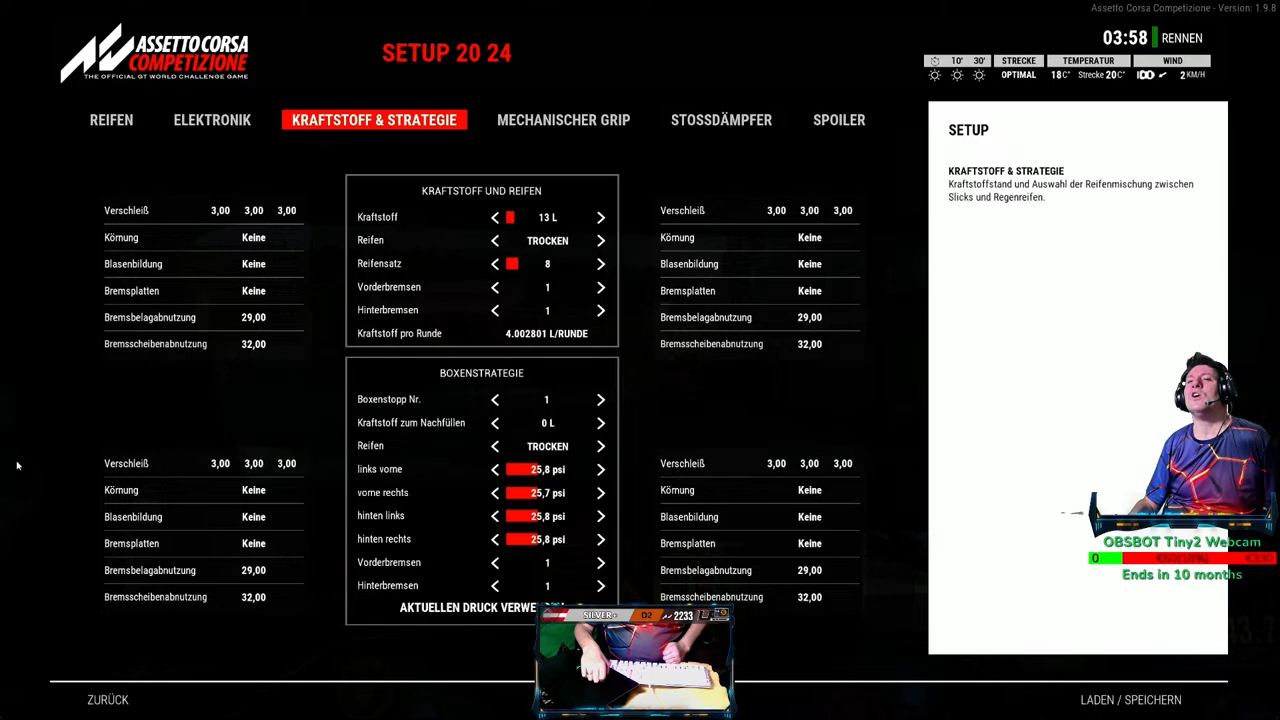 Assetto Corsa Competizione - Version: 1.9.8
ASSETTO CORSA
COMPETIZIONE
THE OFFICIAL GT WORLD CHALLENGE GAME
SETUP 20 24
03:58 RENNEN
10' 30' STRECKE TEMPERATUR WIND
OPTIMAL 18C° Strecke 20C° 2 KM/H
REIFEN ELEKTRONIK KRAFTSTOFF & STRATEGIE MECHANISCHER GRIP STOSSDÄMPFER SPOILER
SETUP
KRAFTSTOFF & STRATEGIE
Kraftstoffstand und Auswahl der Reifenmischung zwischen
Slicks und Regenreifen.
Verschleiß 3,00 3,00 3,00
Körnung Keine
Blasenbildung Keine
Bremsplatten Keine
Bremsbelagabnutzung 29,00
Bremsscheibenabnutzung 32,00
KRAFTSTOFF UND REIFEN
Kraftstoff 13 L
Reifen TROCKEN
Reifensatz 8
Vorderbremsen 1
Hinterbremsen 1
Kraftstoff pro Runde 4.002801 L/RUNDE
Verschleiß 3,00 3,00 3,00
Körnung Keine
Blasenbildung Keine
Bremsplatten Keine
Bremsbelagabnutzung 29,00
Bremsscheibenabnutzung 32,00
BOXENSTRATEGIE
Boxenstopp Nr. 1
Kraftstoff zum Nachfüllen 0 L
Reifen TROCKEN
links vorne 25,8 psi
vorne rechts 25,7 psi
hinten links 25,8 psi
hinten rechts 25,8 psi
Vorderbremsen 1
Hinterbremsen 1
AKTUELLEN DRUCK
Verschleiß 3,00 3,00 3,00
Körnung Keine
Blasenbildung Keine
Bremsplatten Keine
Bremsbelagabnutzung 29,00
Bremsscheibenabnutzung 32,00
Verschleiß 3,00 3,00 3,00
Körnung Keine
Blasenbildung Keine
Bremsplatten Keine
Bremsbelagabnutzung 29,00
Bremsscheibenabnutzung 32,00
OBSBOT Tiny2 Webcam
0
Ends in 10 months
SILVER+ D2 2233
ZURÜCK
LADEN / SPEICHERN